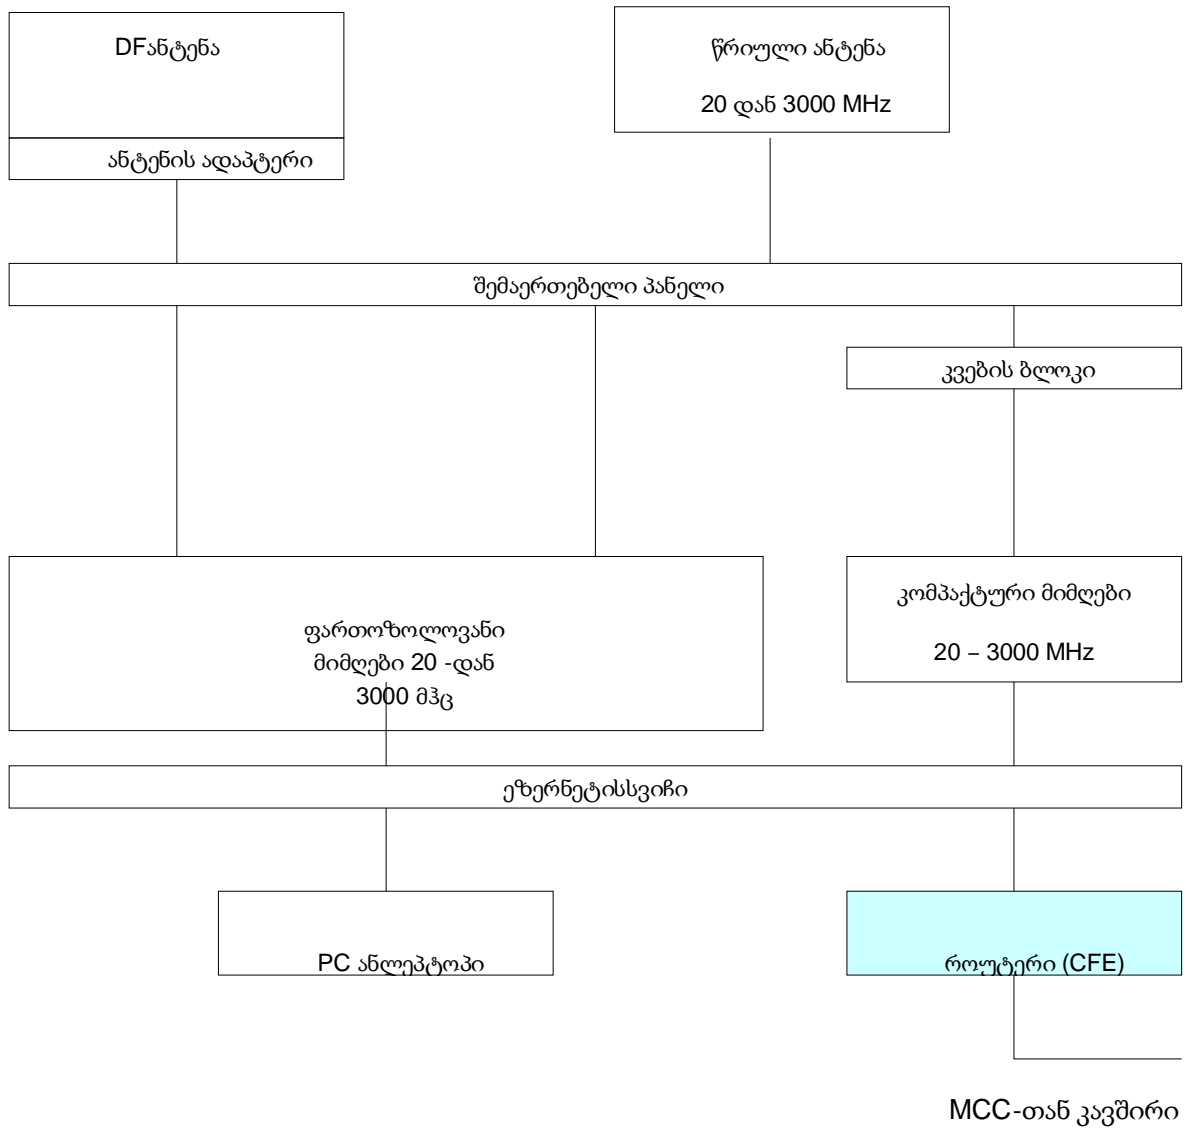 DFანტენა
წრიული ანტენა
20 დან 3000 MHz
ანტენის ადაპტერი
შემაერთებელი პანელი
კვების ბლოკი
კომპაქტური მიმღები
20 – 3000 MHz
ფართოზოლოვანი
მიმღები 20 -დან
3000 მჰც
ეზერნეტისსვიჩი
PC ანლეპტოპი
როუტერი (CFE)
MCC-თან კავშირი